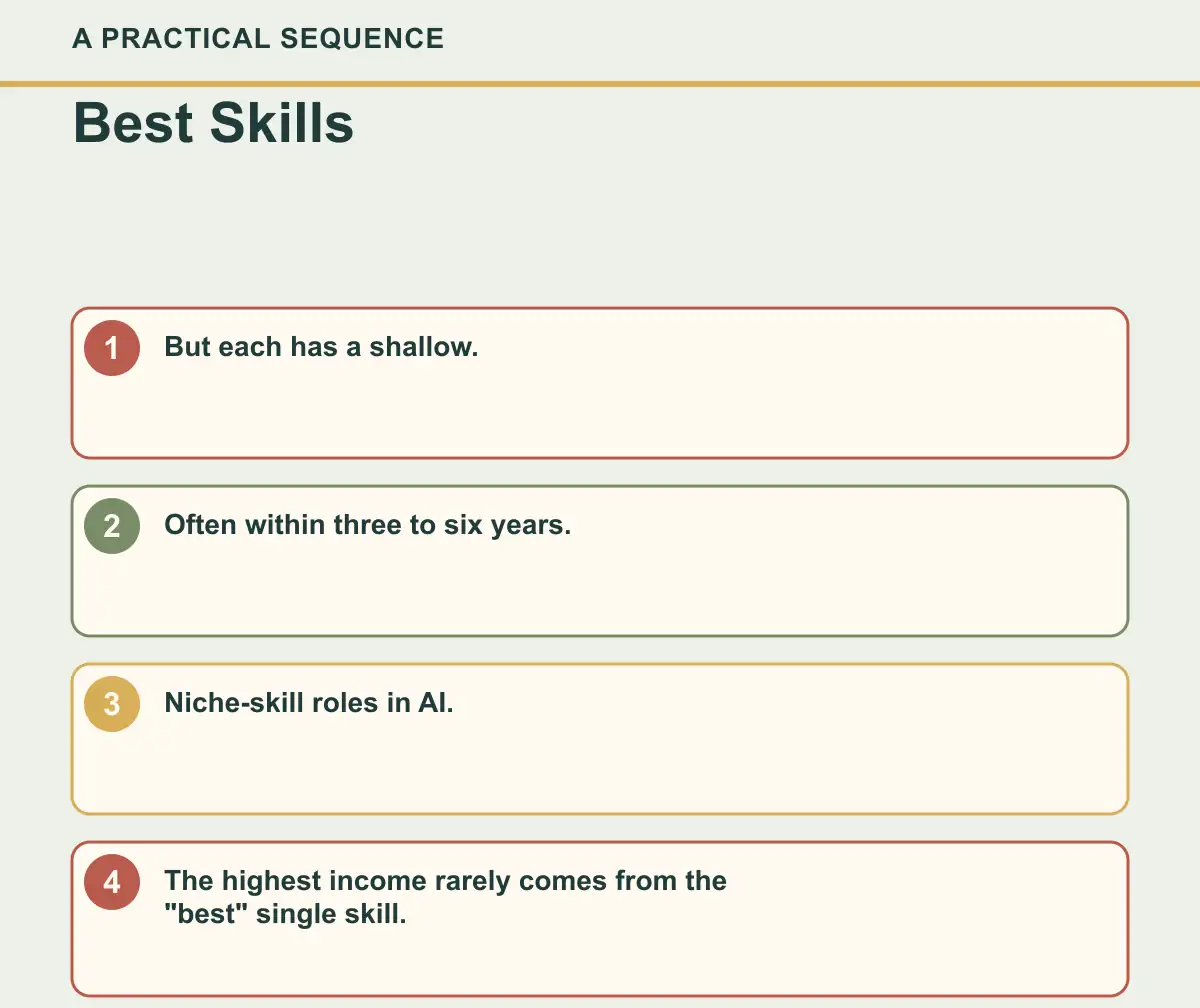 A PRACTICAL SEQUENCE
Best Skills
1
But each has a shallow.
2
Often within three to six years.
3
Niche-skill roles in AI.
4
The highest income rarely comes from the
"best" single skill.